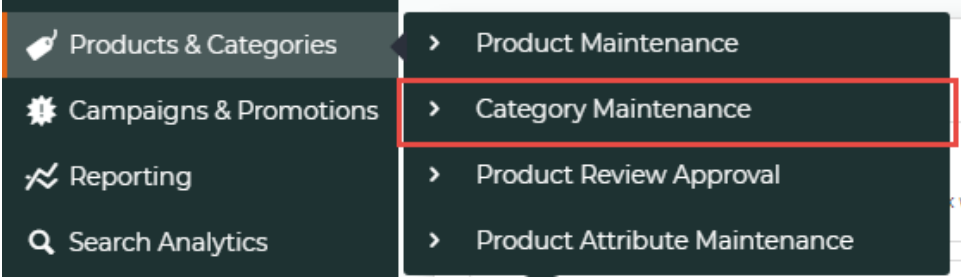 Products & Categories
Campaigns & Promotions
Reporting
Search Analytics
Product Maintenance
Category Maintenance
Product Review Approval
Product Attribute Maintenance